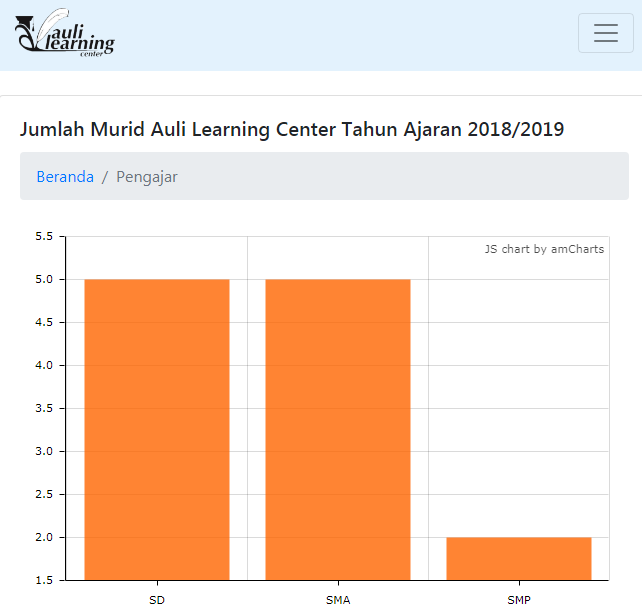 auli
learning
center
Jumlah Murid Auli Learning Center Tahun Ajaran 2018/2019
Beranda / Pengajar
JS chart by amCharts
5.5
5.0
4.5
4.0
3.5
3.0
2.5
2.0
1.5
SD SMA SMP